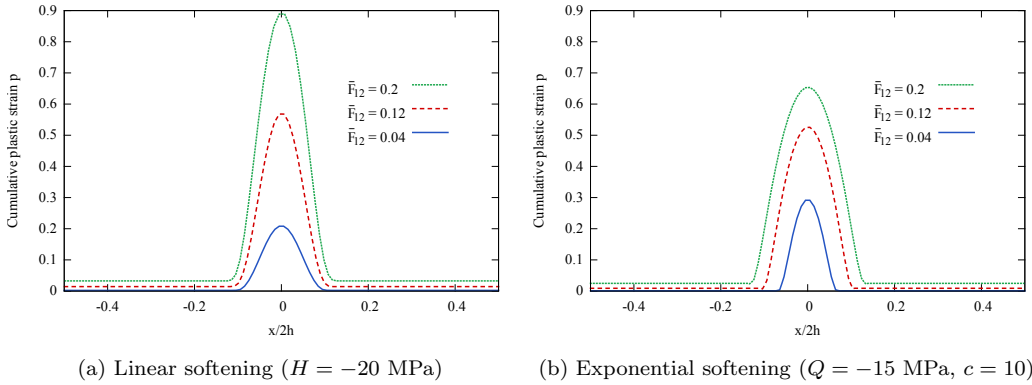 0.9
0.8
0.7
0.6
0.5
0.4
0.3
0.2
0.1
0
Cumulative plastic strain p
F̄12 = 0.2
F̄12 = 0.12
F̄12 = 0.04
-0.4
-0.2
0
0.2
0.4
x/2h
(a) Linear softening (H = −20 MPa)
0.9
0.8
0.7
0.6
0.5
0.4
0.3
0.2
0.1
0
Cumulative plastic strain p
F̄12 = 0.2
F̄12 = 0.12
F̄12 = 0.04
-0.4
-0.2
0
0.2
0.4
x/2h
(b) Exponential softening (Q = −15 MPa, c = 10)